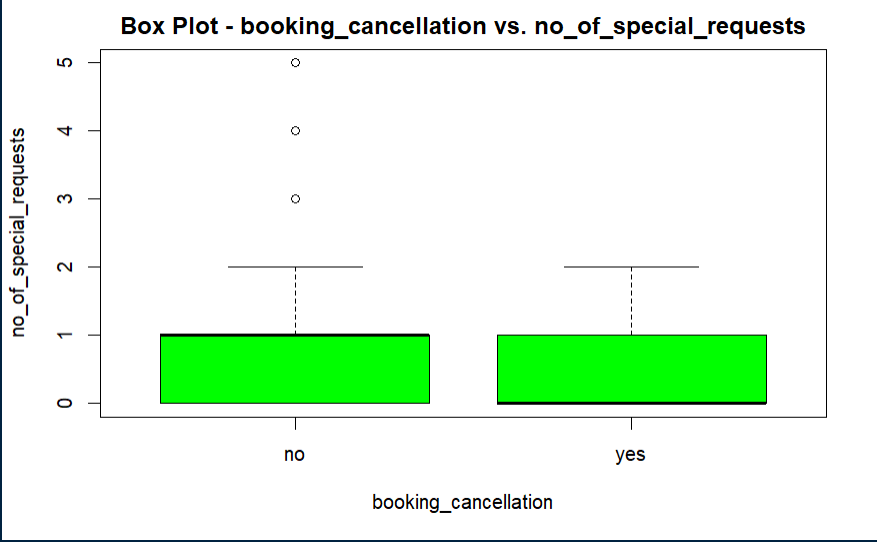 Box Plot - booking_cancellation vs. no_of_special_requests
no_of_special_requests
5
4
3
2
1
0
no yes
booking_cancellation